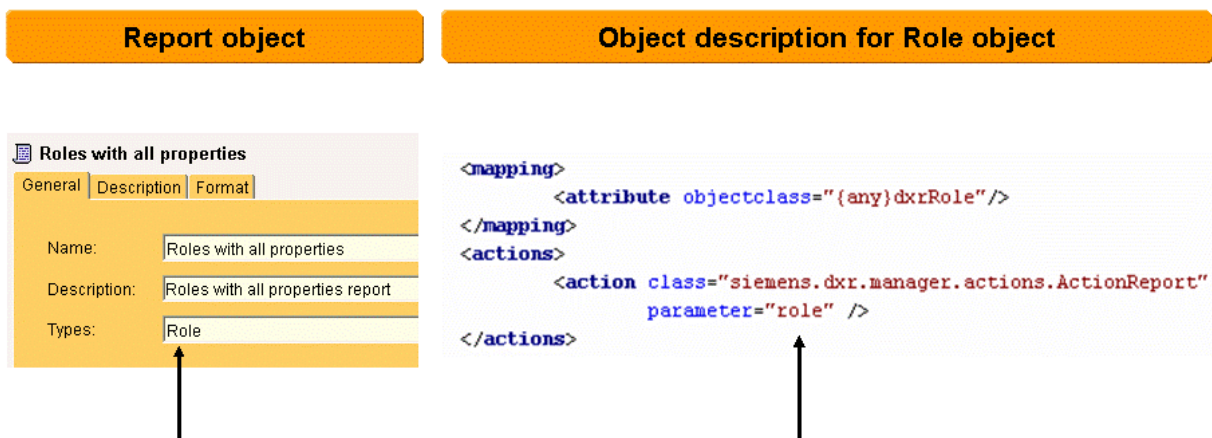 Report object
Object description for Role object
Roles with all properties
General Description Format
Name: Roles with all properties
Description: Roles with all properties report
Types: Role
<mapping>
<attribute objectclass="{any}dxrRole"/>
</mapping>
<actions>
<action class="siemens.dxr.manager.actions.ActionReport"
parameter="role" />
</actions>